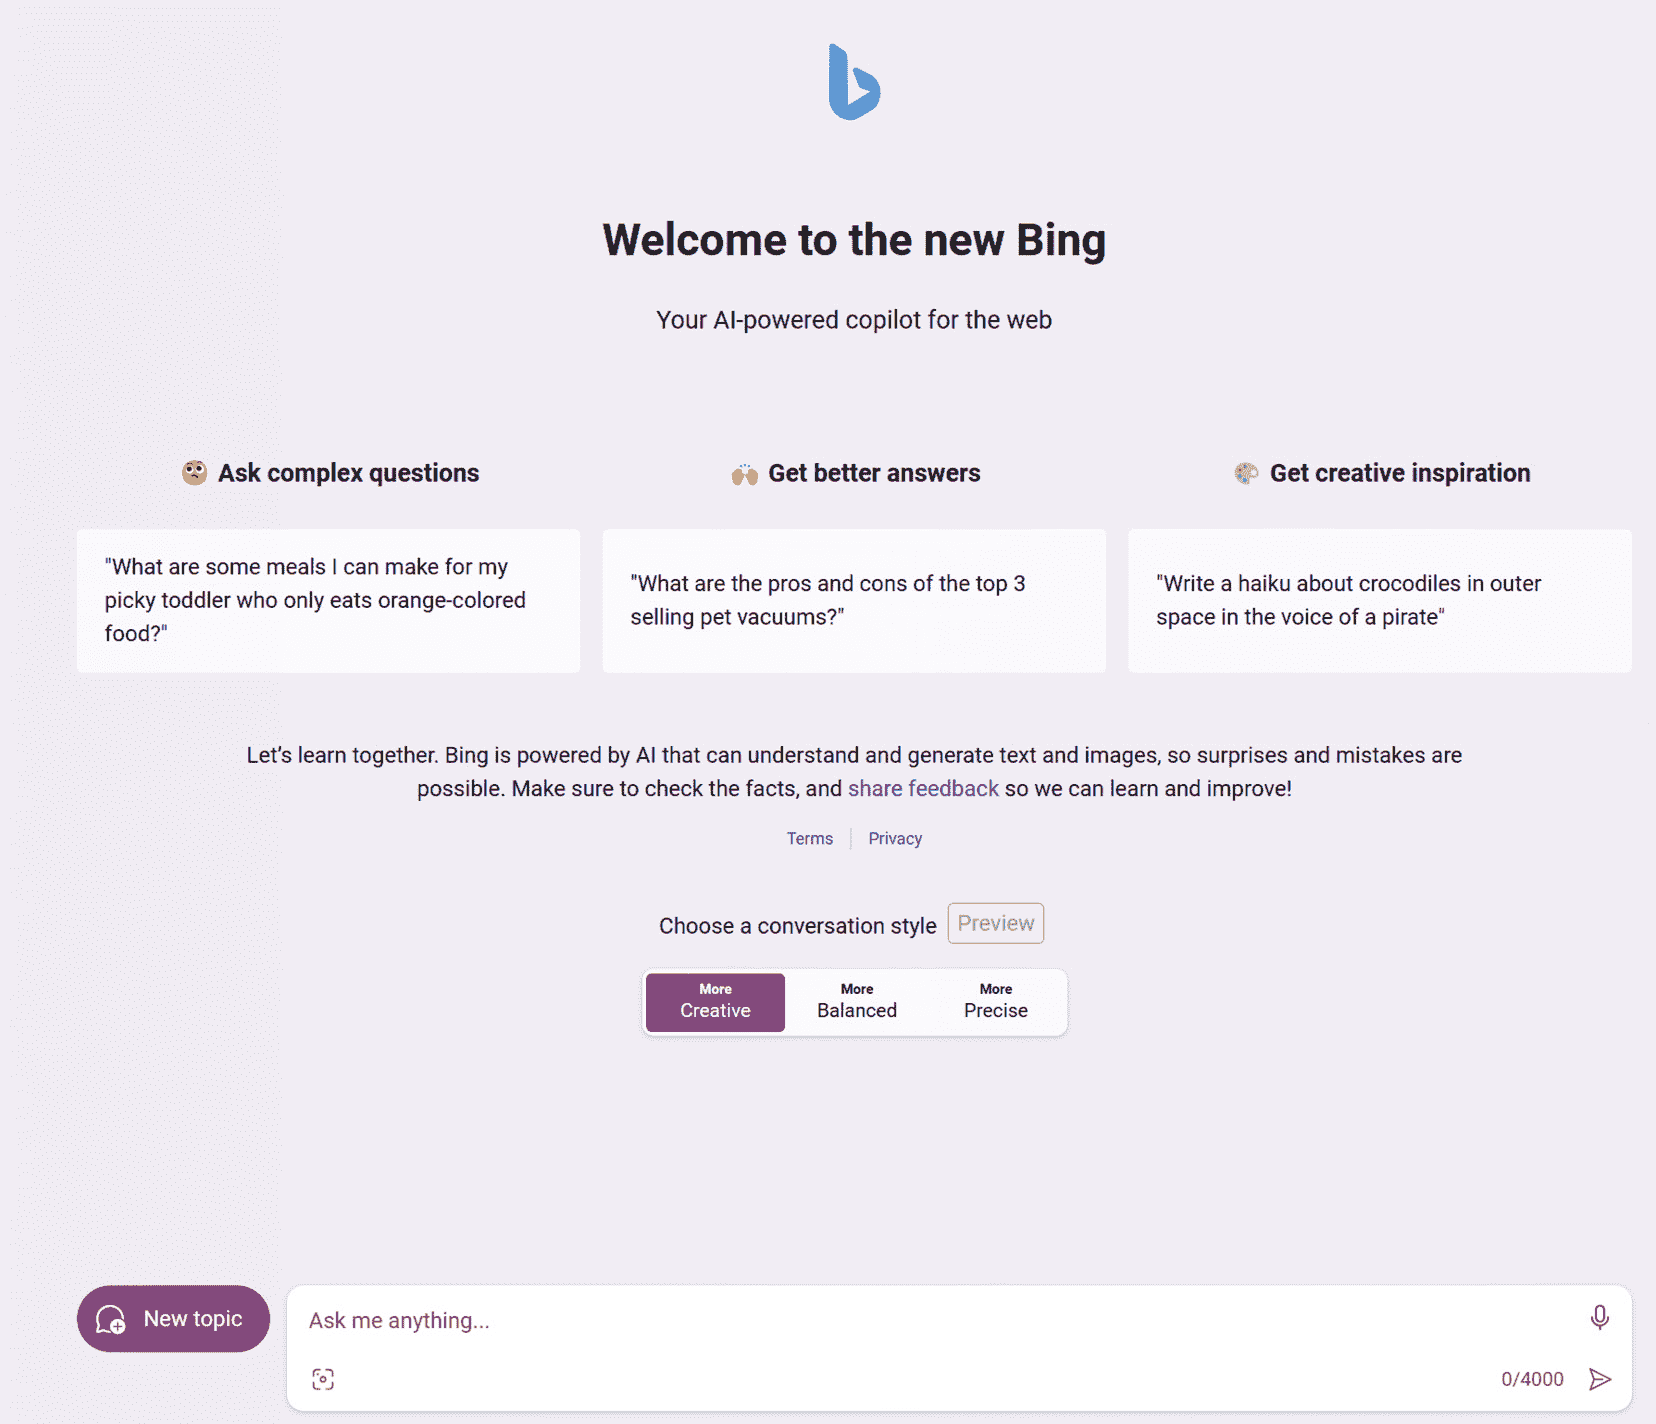 Welcome to the new Bing
Your AI-powered copilot for the web
Ask complex questions
"What are some meals I can make for my
picky toddler who only eats orange-colored
food?"
Get better answers
"What are the pros and cons of the top 3
selling pet vacuums?"
Get creative inspiration
"Write a haiku about crocodiles in outer
space in the voice of a pirate"
Let’s learn together. Bing is powered by AI that can understand and generate text and images, so surprises and mistakes are
possible. Make sure to check the facts, and share feedback so we can learn and improve!
Terms Privacy
Choose a conversation style Preview
More
Creative
More
Balanced
More
Precise
New topic
Ask me anything...
0/4000